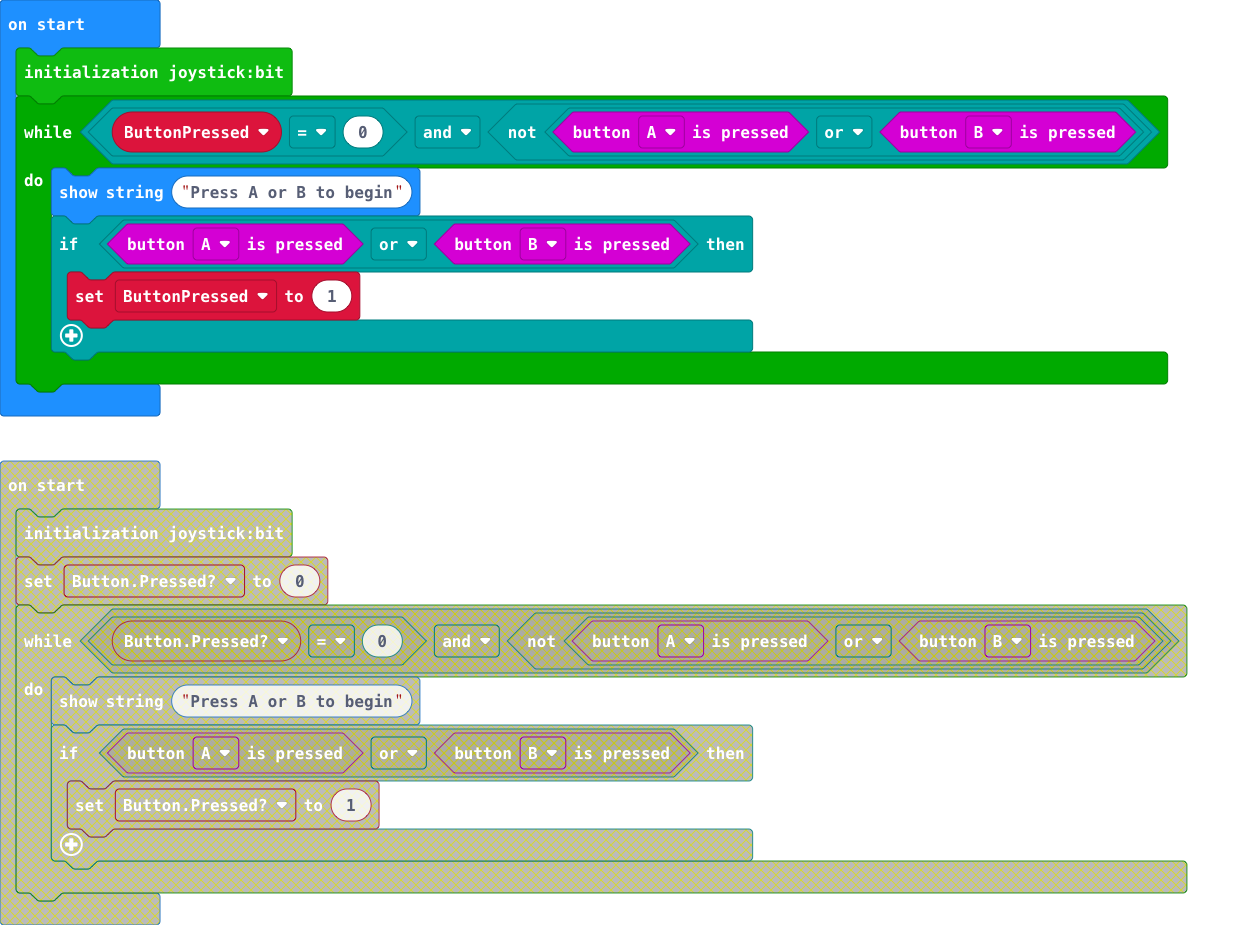 on start
initialization joystick:bit
while ButtonPressed = 0 and not button A is pressed or button B is pressed
do
show string "Press A or B to begin"
if button A is pressed or button B is pressed then
set ButtonPressed to 1
on start
initialization joystick:bit
set Button.Pressed? to 0
while Button.Pressed? = 0 and not button A is pressed or button B is pressed
do
show string "Press A or B to begin"
if button A is pressed or button B is pressed then
set Button.Pressed? to 1